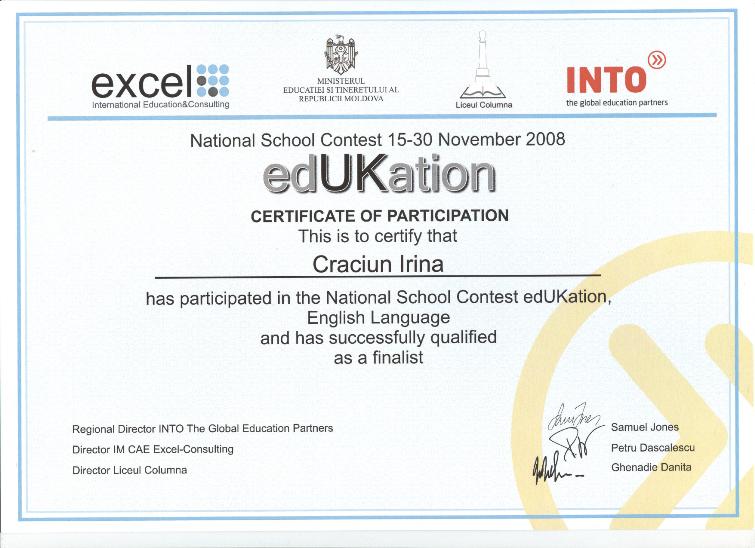 excel
International Education&Consulting
MINISTERUL
EDUCATIEI SI TINERETULUI AL
REPUBLICII MOLDOVA
Liceul Columna
INTO
the global education partners
National School Contest 15-30 November 2008
edUKation
CERTIFICATE OF PARTICIPATION
This is to certify that
Craciun Irina
has participated in the National School Contest edUKation,
English Language
and has successfully qualified
as a finalist
Regional Director INTO The Global Education Partners
Samuel Jones
Director IM CAE Excel-Consulting
Petru Dascalescu
Director Liceul Columna
Ghenadie Danita